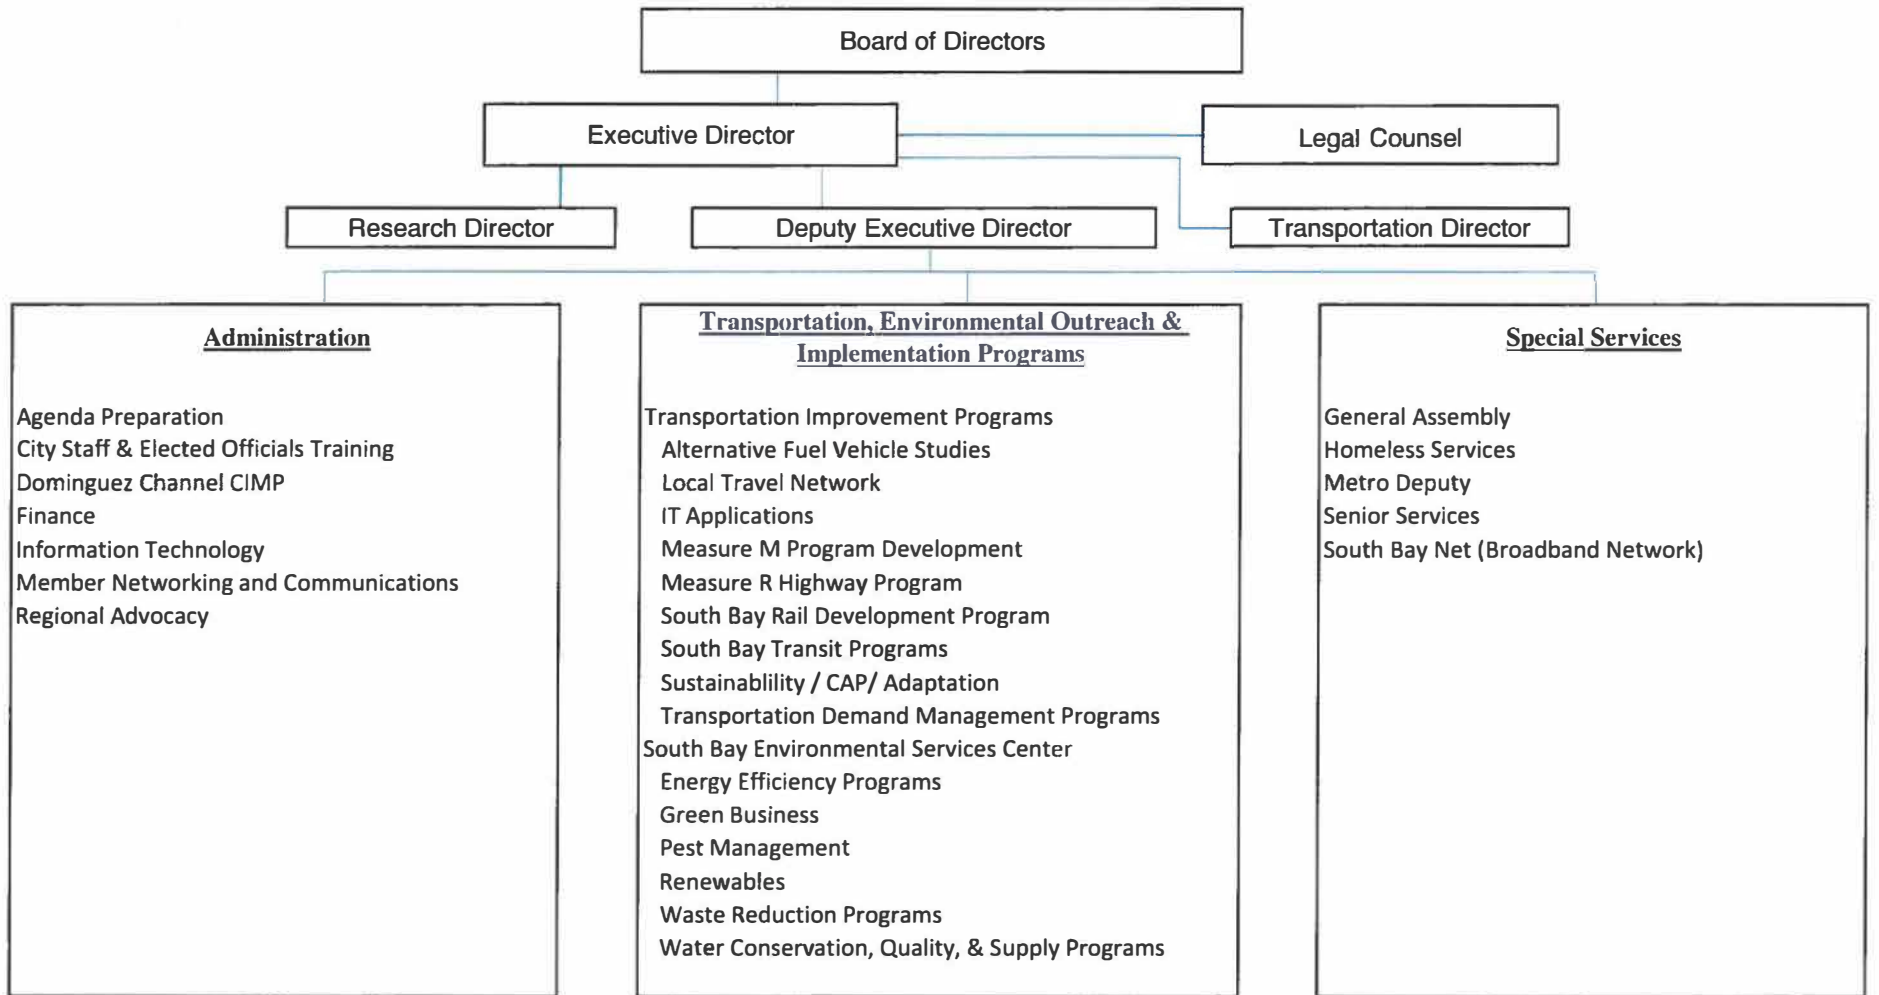 Board of Directors
Executive Director
Legal Counsel
Research Director
Deputy Executive Director
Transportation Director
Administration
Agenda Preparation
City Staff & Elected Officials Training
Dominguez Channel CIMP
Finance
Information Technology
Member Networking and Communications
Regional Advocacy
Transportation, Environmental Outreach &
Implementation Programs
Transportation Improvement Programs
Alternative Fuel Vehicle Studies
Local Travel Network
IT Applications
Measure M Program Development
Measure R Highway Program
South Bay Rail Development Program
South Bay Transit Programs
Sustainablility / CAP/ Adaptation
Transportation Demand Management Programs
South Bay Environmental Services Center
Energy Efficiency Programs
Green Business
Pest Management
Renewables
Waste Reduction Programs
Water Conservation, Quality, & Supply Programs
Special Services
General Assembly
Homeless Services
Metro Deputy
Senior Services
South Bay Net (Broadband Network)